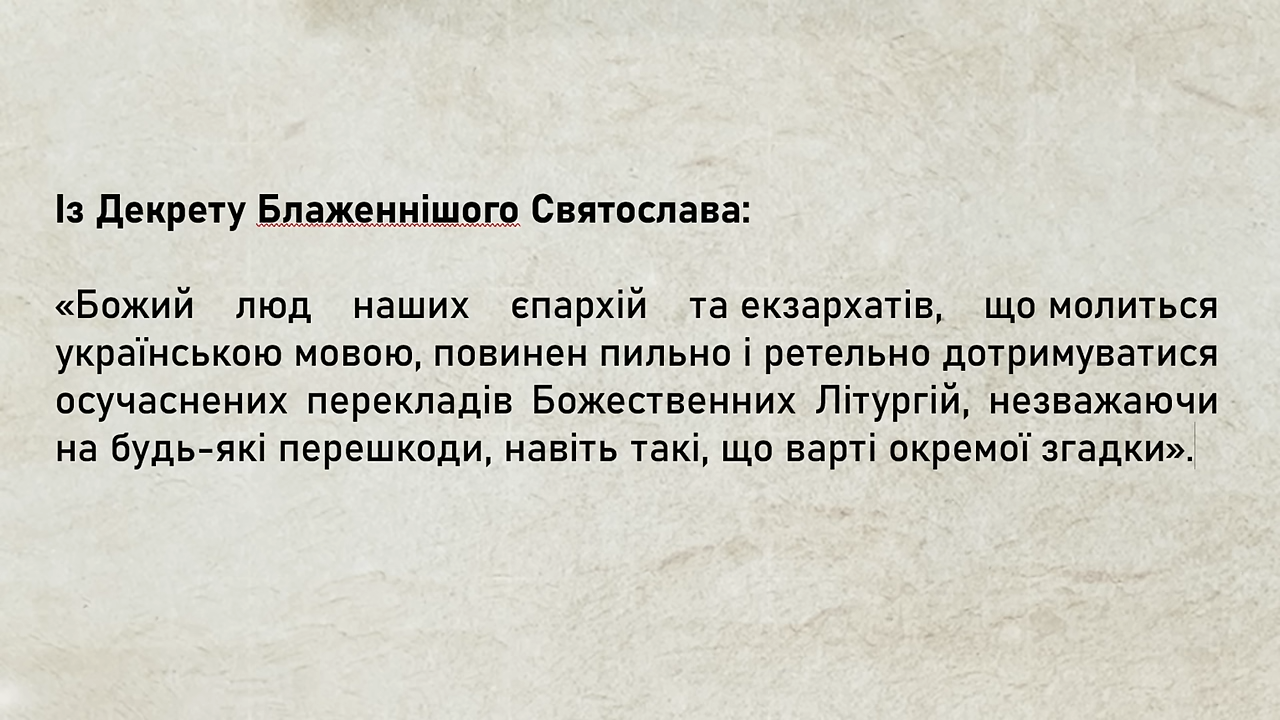 Із Декрету Блаженнішого Святослава:
«Божий люд наших єпархій та екзархатів, що молиться
українською мовою, повинен пильно і ретельно дотримуватися
осучаснених перекладів Божественних Літургій, незважаючи
на будь-які перешкоди, навіть такі, що варті окремої згадки».